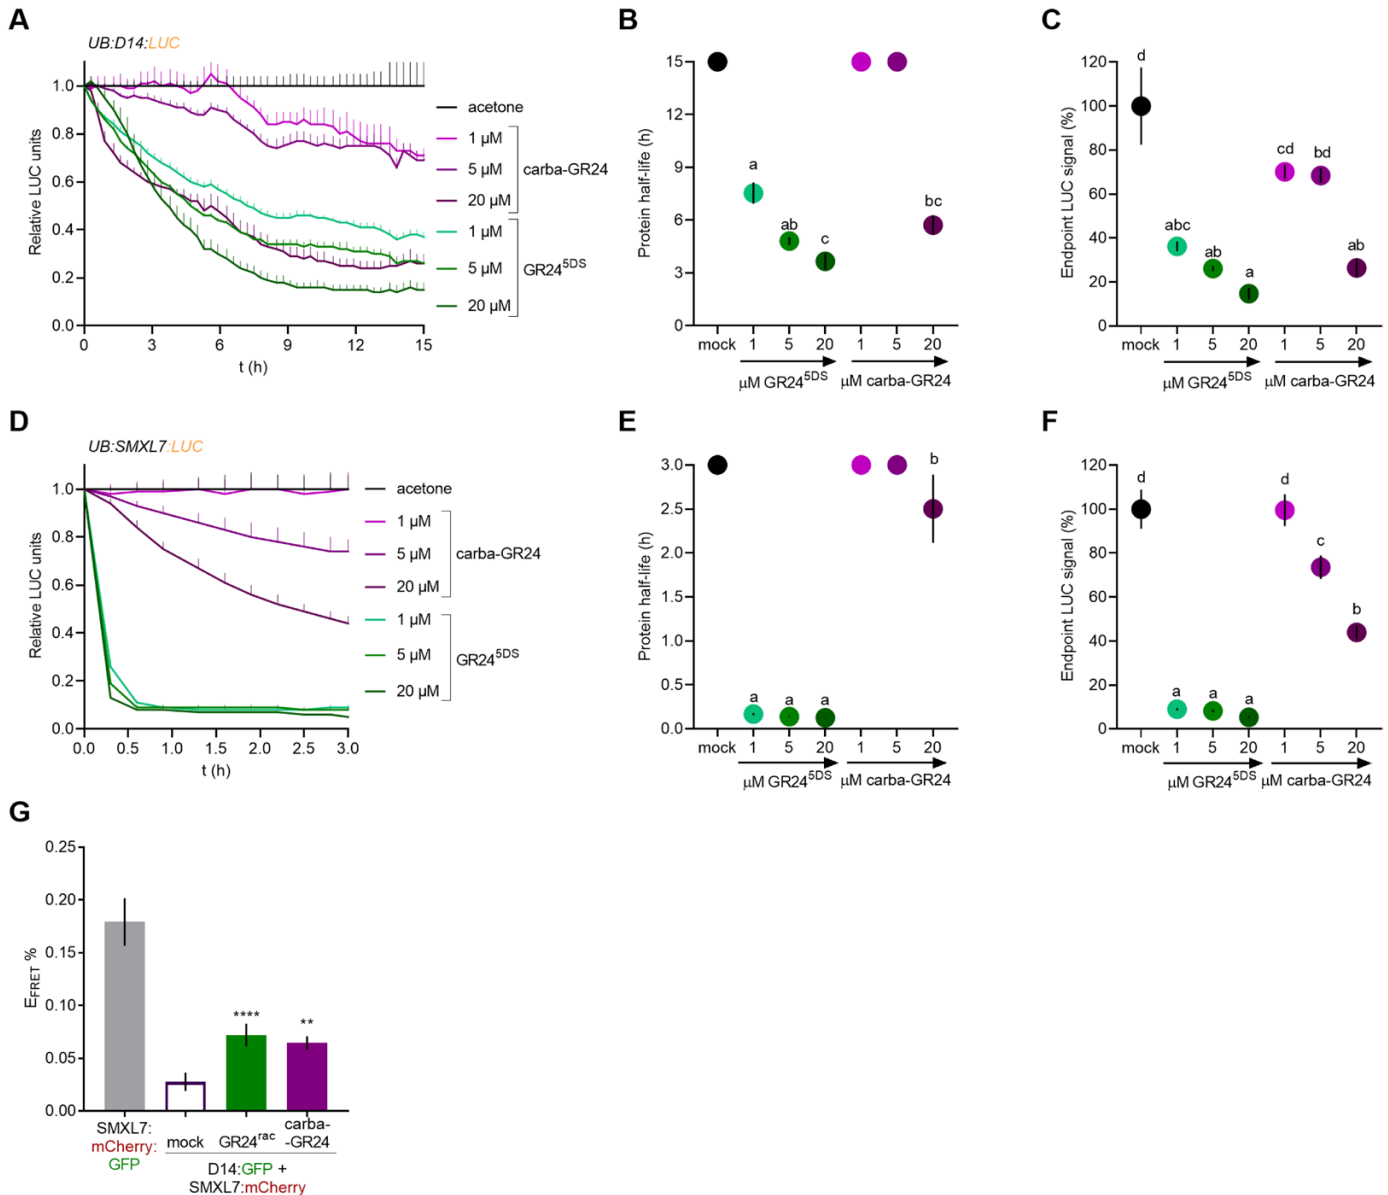 A
UB:D14:LUC
Relative LUC units
1.0
0.8
0.6
0.4
0.2
0.0
0 3 6 9 12 15
t (h)
acetone
1 µM
5 µM
20 µM
carba-GR24
1 µM
5 µM
20 µM
GR24^5DS
B
Protein half-life (h)
15
12
9
6
3
0
a
ab
c
bc
mock 1 5 20 1 5 20
µM GR24^5DS µM carba-GR24
C
Endpoint LUC signal (%)
120
100
80
60
40
20
0
d
abc
ab
a
cd
bd
ab
mock 1 5 20 1 5 20
µM GR24^5DS µM carba-GR24
D
UB:SMXL7:LUC
Relative LUC units
1.0
0.8
0.6
0.4
0.2
0.0
0.0 0.5 1.0 1.5 2.0 2.5 3.0
t (h)
acetone
1 µM
5 µM
20 µM
carba-GR24
1 µM
5 µM
20 µM
GR24^5DS
E
Protein half-life (h)
3.0
2.5
2.0
1.5
1.0
0.5
0.0
a
a
a
b
mock 1 5 20 1 5 20
µM GR24^5DS µM carba-GR24
F
Endpoint LUC signal (%)
120
100
80
60
40
20
0
d
a
a
a
d
c
b
mock 1 5 20 1 5 20
µM GR24^5DS µM carba-GR24
G
E_FRET %
0.25
0.20
0.15
0.10
0.05
0.00
****
**
SMXL7:
mCherry:
GFP
mock
GR24^rac
carba-
-GR24
D14:GFP +
SMXL7:mCherry